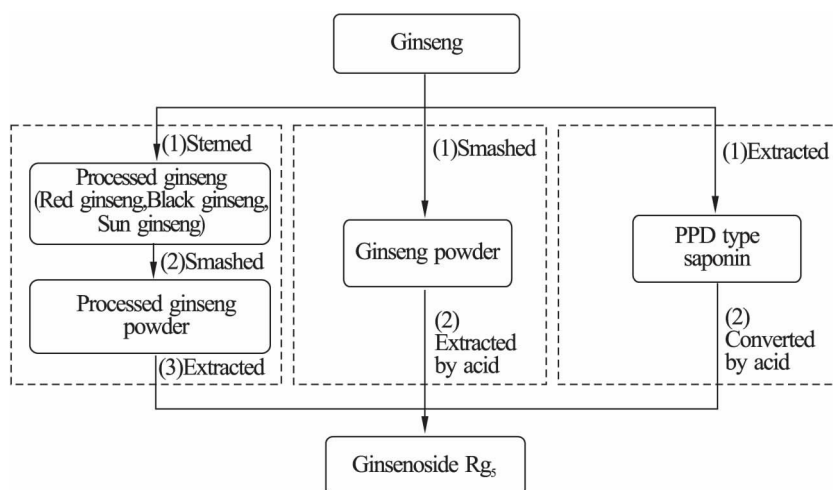 Ginseng
(1)Stemed
Processed ginseng
(Red ginseng,Black ginseng,
Sun ginseng)
(2)Smashed
Processed ginseng
powder
(3)Extracted
(1)Smashed
Ginseng powder
(2)
Extracted
by acid
(1)Extracted
PPD type
saponin
(2)
Converted
by acid
Ginsenoside Rg₅